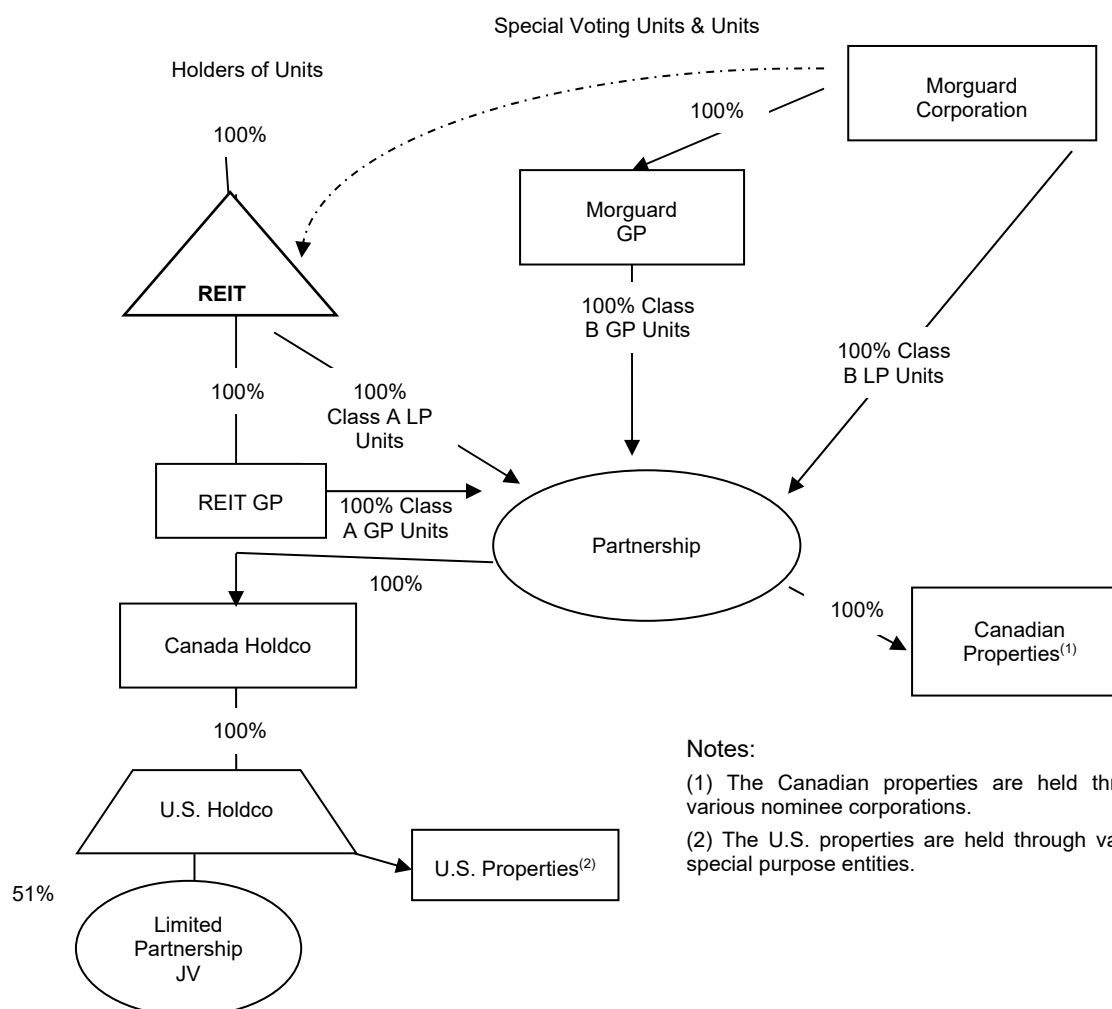 Special Voting Units & Units
Holders of Units
Morguard
Corporation
100%
100%
Morguard
GP
REIT
100% Class
B GP Units
100% Class
B LP Units
100%
100%
Class A LP
Units
REIT GP
100% Class
A GP Units
Partnership
100%
100%
Canada Holdco
Canadian
Properties(1)
100%
Notes:
(1) The Canadian properties are held
various nominee corporations.
(2) The U.S. properties are held through
special purpose entities.
U.S. Holdco
U.S. Properties(2)
51%
Limited
Partnership
JV